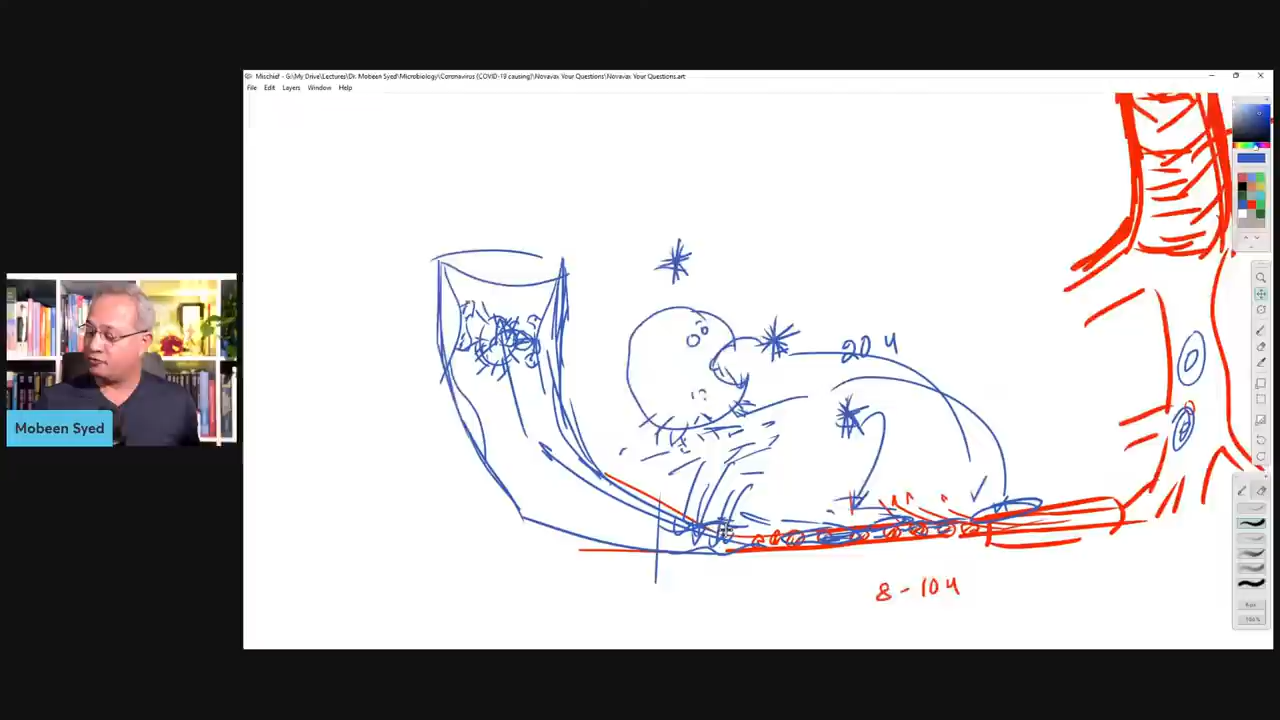 Mischief - G:\My Drive\Lectures\Dr. Mobeen Syed\Microbiology\Coronavirus (COVID-19 causing)\Novavax Your Questions\Novavax Your Questions.art
File Edit Layers Window Help
20 μ
Mobeen Syed
8 - 10 μ
100%